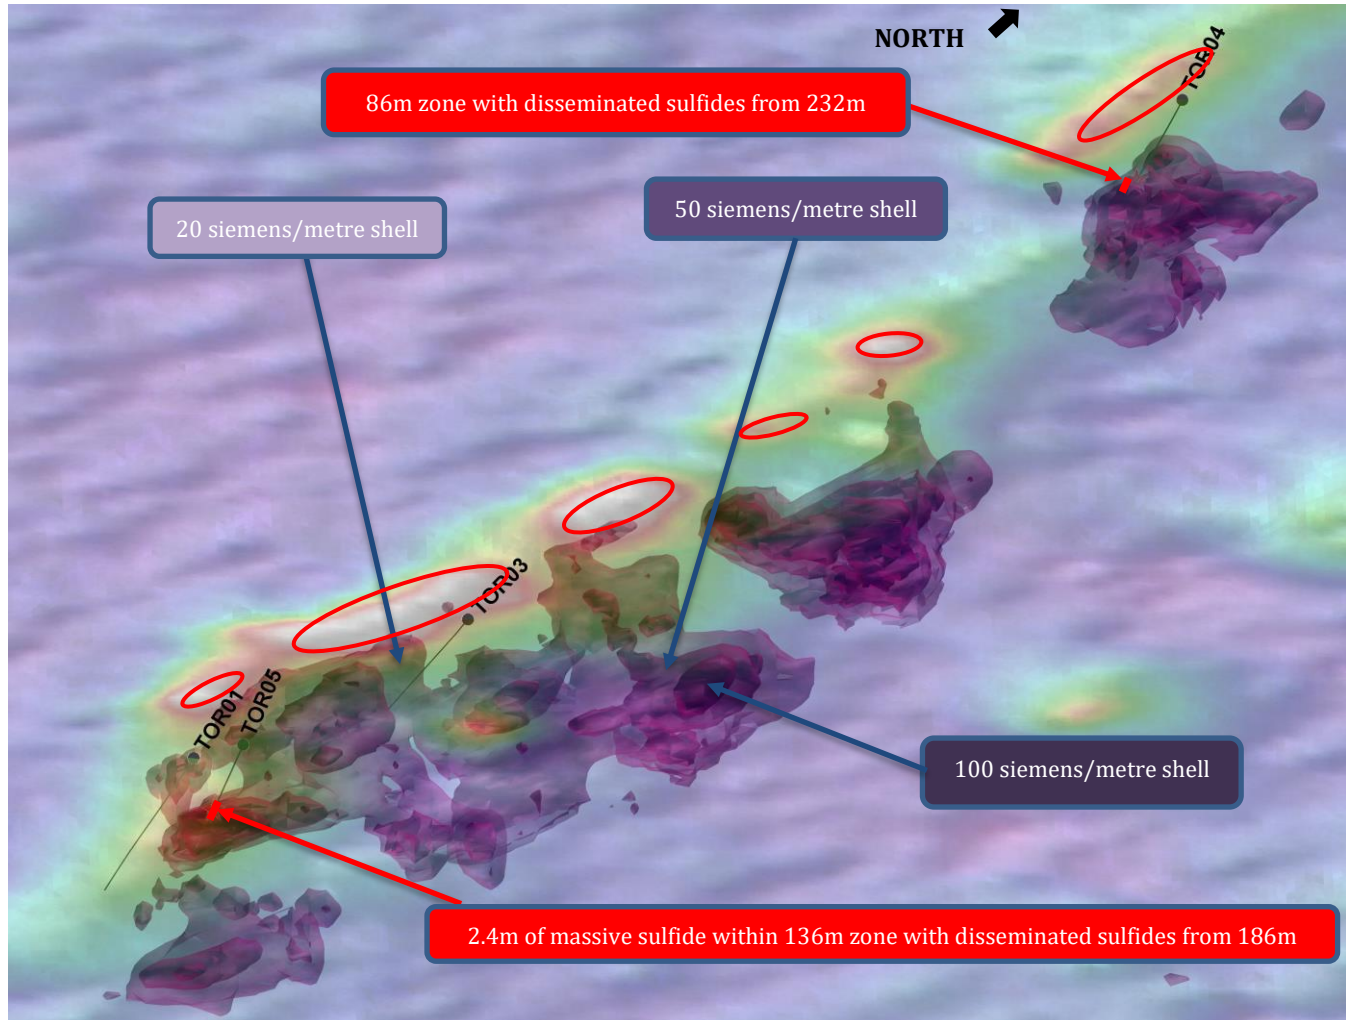 NORTH
TOR04
86m zone with disseminated sulfides from 232m
50 siemens/metre shell
20 siemens/metre shell
TOR03
TOR01
TOR05
100 siemens/metre shell
2.4m of massive sulfide within 136m zone with disseminated sulfides from 186m